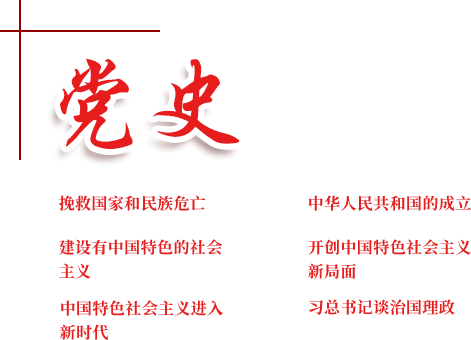 党史
挽救国家和民族危亡
中华人民共和国的成立
建设有中国特色的社会
主义
开创中国特色社会主义
新局面
中国特色社会主义进入
新时代
习总书记谈治国理政